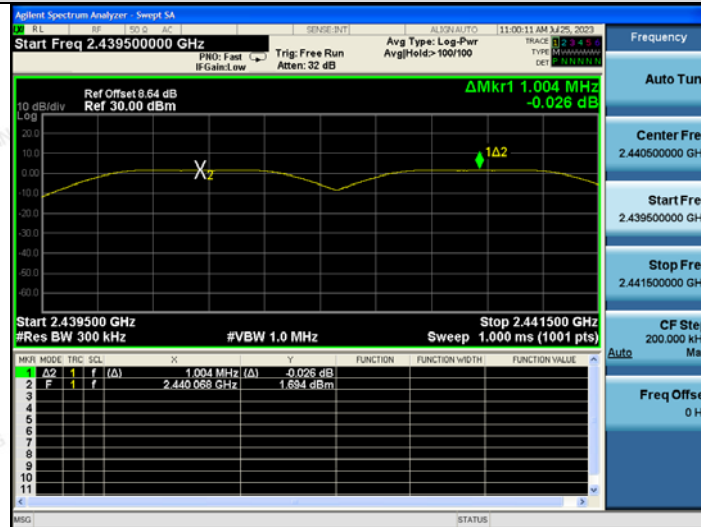 Agilent Spectrum Analyzer - Swept SA
RL RF 50 Ω AC SENSE:INT ALIGNAUTO 11:00:11 AM Jul 25, 2023
Start Freq 2.439500000 GHz
PNO: Fast
IFGain:Low
Trig: Free Run
Atten: 32 dB
Avg Type: Log-Pwr
Avg|Hold:>100/100
TRACE 1 2 3 4 5 6
TYPE M
DET P N N N N N
ΔMkr1 1.004 MHz
-0.026 dB
Ref Offset 8.64 dB
10 dB/div Ref 30.00 dBm
Log
20.0
10.0
0.00
-10.0
-20.0
-30.0
-40.0
-50.0
-60.0
X2
1Δ2
Start 2.439500 GHz Stop 2.441500 GHz
#Res BW 300 kHz #VBW 1.0 MHz Sweep 1.000 ms (1001 pts)
MKR MODE TRC SCL X Y FUNCTION FUNCTION WIDTH FUNCTION VALUE
1 Δ2 1 f (Δ) 1.004 MHz (Δ) -0.026 dB
2 F 1 f 2.440 068 GHz 1.694 dBm
3
4
5
6
7
8
9
10
11
MSG STATUS
Frequency
Auto Tun
Center Fre
2.440500000 GH
Start Fre
2.439500000 GH
Stop Fre
2.441500000 GH
CF Ste
200.000 kH
Auto Ma
Freq Offse
0 H